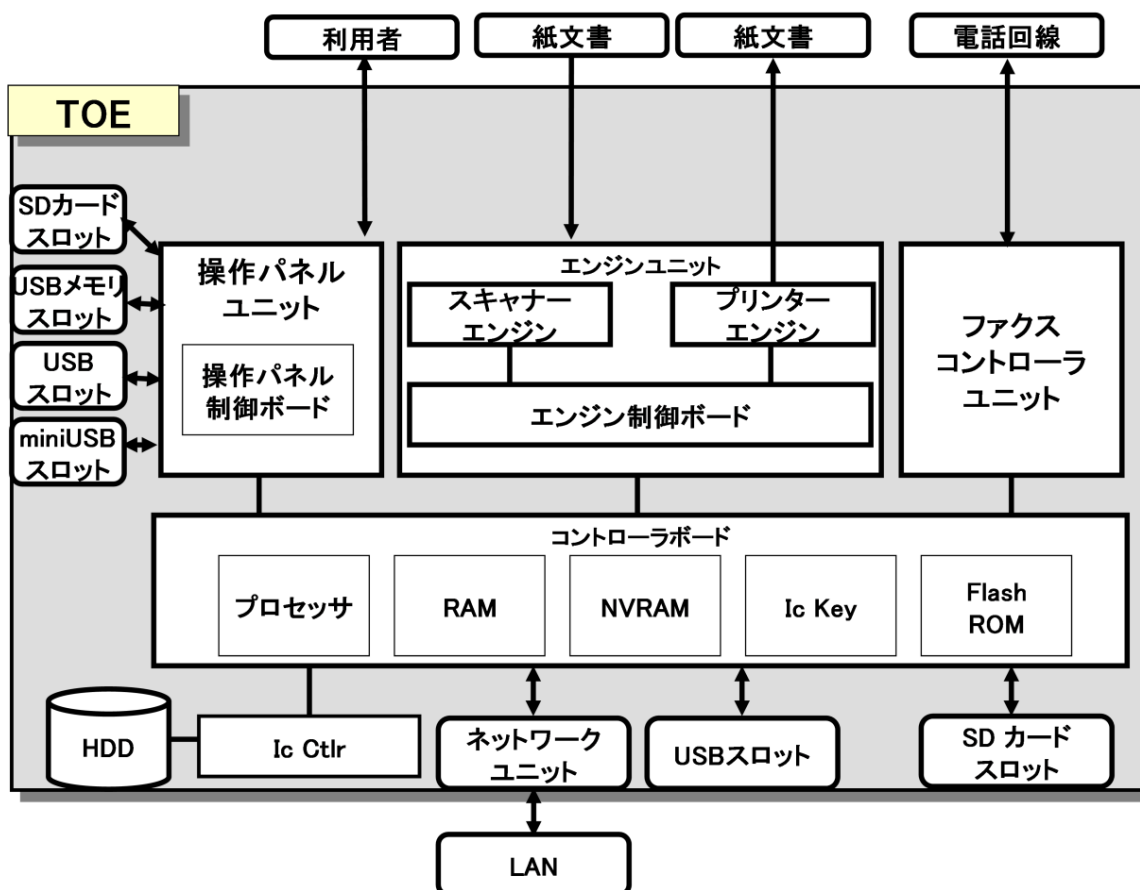 利用者
紙文書
紙文書
電話回線
TOE
SDカード
スロット
USBメモリ
スロット
USB
スロット
miniUSB
スロット
操作パネル
ユニット
操作パネル
制御ボード
エンジンユニット
スキャナー
エンジン
プリンター
エンジン
エンジン制御ボード
ファクス
コントローラ
ユニット
コントローラボード
プロセッサ
RAM
NVRAM
Ic Key
Flash
ROM
HDD
Ic Ctlr
ネットワーク
ユニット
USBスロット
SD カード
スロット
LAN